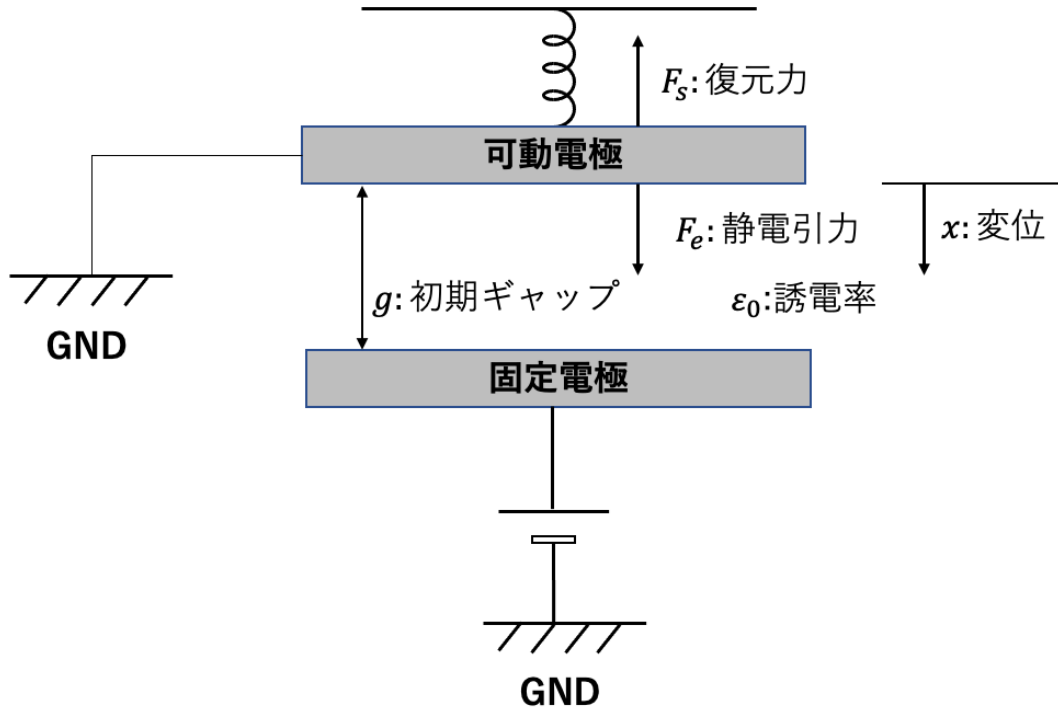 F_s: 復元力
可動電極
F_e: 静電引力
x: 変位
g: 初期ギャップ
ε_0:誘電率
GND
固定電極
GND